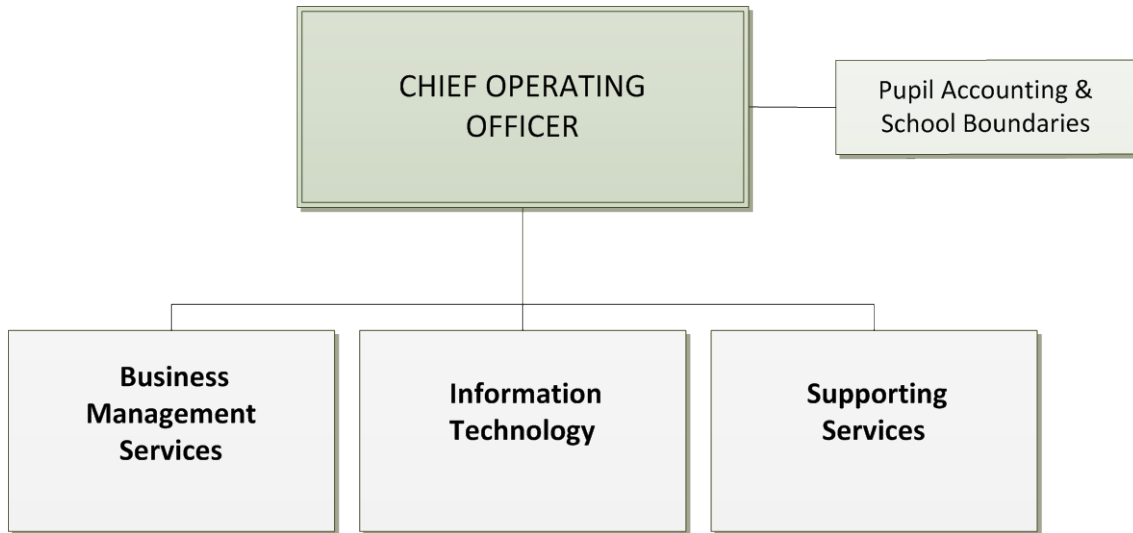 CHIEF OPERATING
OFFICER
Pupil Accounting &
School Boundaries
Business
Management
Services
Information
Technology
Supporting
Services